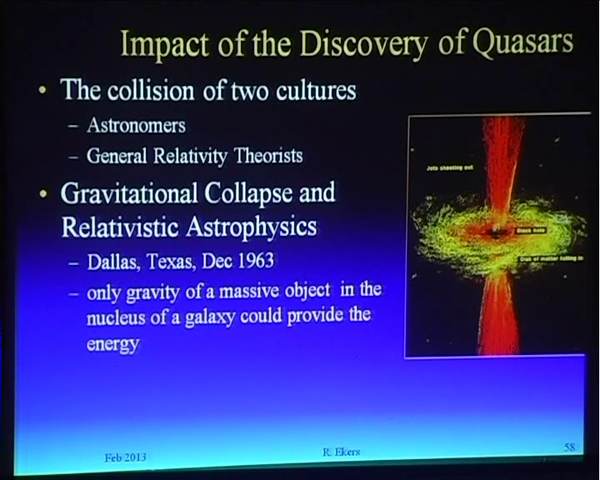 Impact of the Discovery of Quasars
• The collision of two cultures
– Astronomers
– General Relativity Theorists
• Gravitational Collapse and
Relativistic Astrophysics
– Dallas, Texas, Dec 1963
– only gravity of a massive object in the
nucleus of a galaxy could provide the
energy
Jets shooting out
Black hole
Disk of matter falling in
Feb 2013
R. Ekers
58